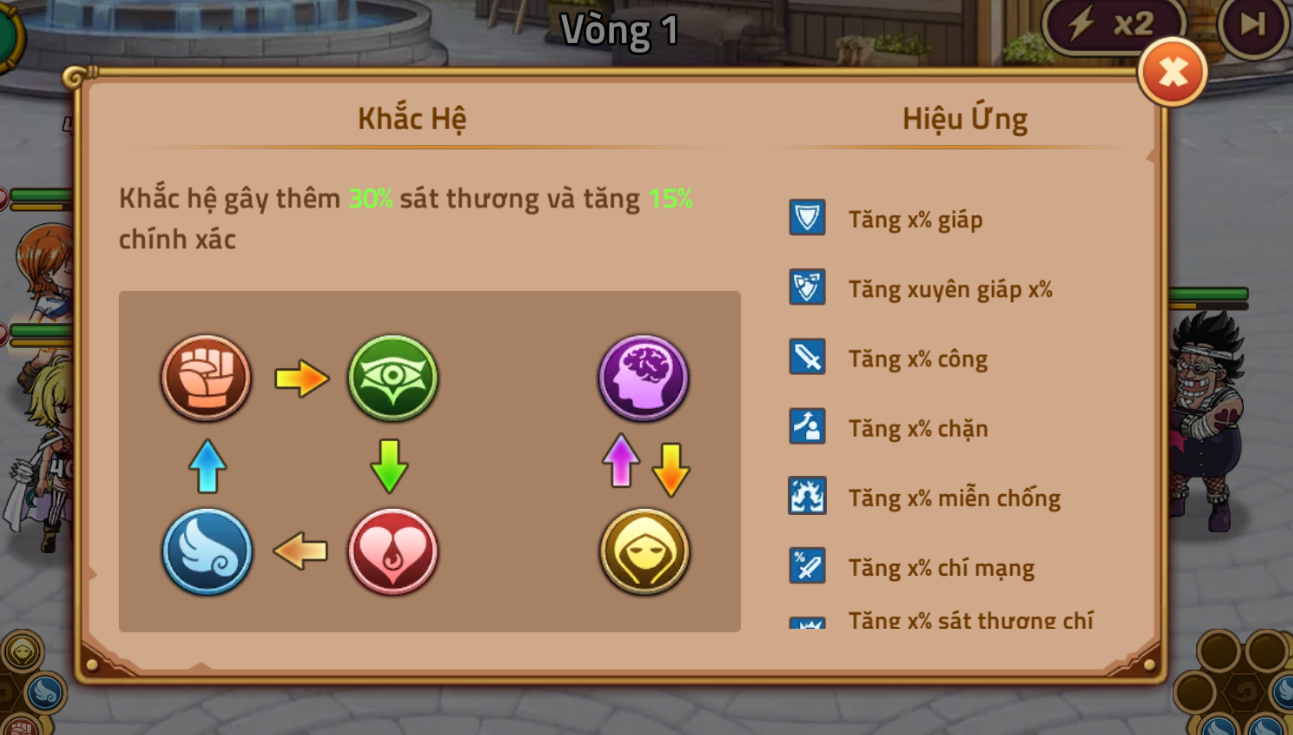 Vòng 1
x2
Khắc Hệ
Hiệu Ứng
Khắc hệ gây thêm 30% sát thương và tăng 15%
chính xác
Tăng x% giáp
Tăng xuyên giáp x%
Tăng x% công
Tăng x% chặn
Tăng x% miễn chống
Tăng x% chí mạng
Tăng x% sát thương chí